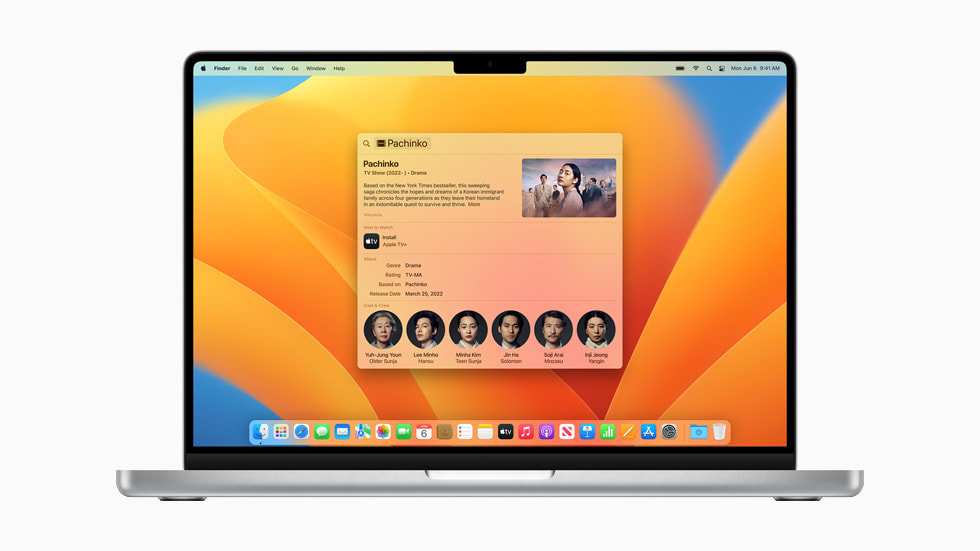 Finder File Edit View Go Window Help
Mon Jun 6 9:41 AM
Pachinko
Pachinko
TV Show (2022- ) • Drama
Based on the New York Times bestseller, this sweeping
saga chronicles the hopes and dreams of a Korean immigrant
family across four generations as they leave their homeland
in an indomitable quest to survive and thrive. More
Wikipedia
How to Watch
tv
Install
Apple TV+
About
Genre Drama
Rating TV-MA
Based on Pachinko
Release Date March 25, 2022
Cast & Crew
Yuh-Jung Youn
Older Sunja
Lee Minho
Hansu
Minha Kim
Teen Sunja
Jin Ha
Solomon
Soji Arai
Mozasu
Inji Jeong
Yangjin
6
tv